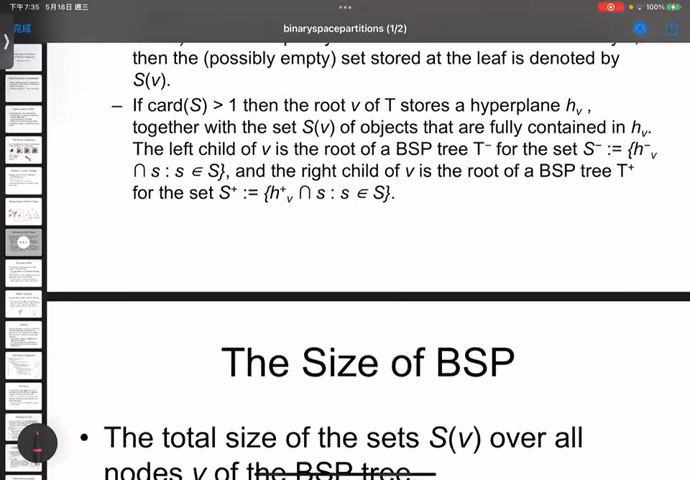 下午7:35 5月18日 週三
100%
完成
binaryspacepartitions (1/2)
then the (possibly empty) set stored at the leaf is denoted by
S(v).
– If card(S) > 1 then the root v of T stores a hyperplane hᵥ ,
together with the set S(v) of objects that are fully contained in hᵥ.
The left child of v is the root of a BSP tree T⁻ for the set S⁻ := {h⁻ᵥ
∩ s : s ∈ S}, and the right child of v is the root of a BSP tree T⁺
for the set S⁺ := {h⁺ᵥ ∩ s : s ∈ S}.
The Size of BSP
• The total size of the sets S(v) over all
nodes v of the BSP tree